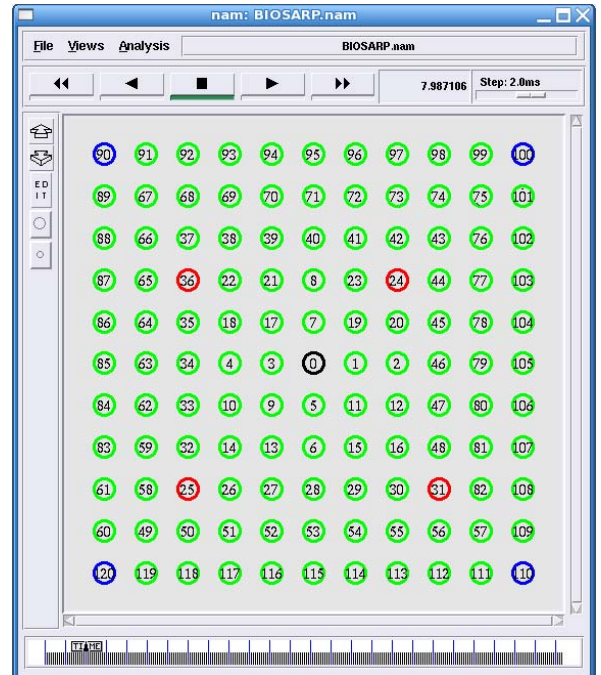 nam: BIOSARP.nam
File Views Analysis BIOSARP.nam
7.987106 Step: 2.0ms
90 91 92 93 94 95 96 97 98 99 100
ED
IT
89 67 68 69 70 71 72 73 74 75 101
88 66 37 38 39 40 41 42 43 76 102
87 65 36 22 21 8 23 24 44 77 103
86 64 35 18 17 7 19 20 45 78 104
85 63 34 4 3 0 1 2 46 79 105
84 62 33 10 9 5 11 12 47 80 106
83 59 32 14 13 6 15 16 48 81 107
61 58 25 26 27 28 29 30 31 82 108
60 49 50 51 52 53 54 55 56 57 109
120 119 118 117 116 115 114 113 112 111 110
TIME